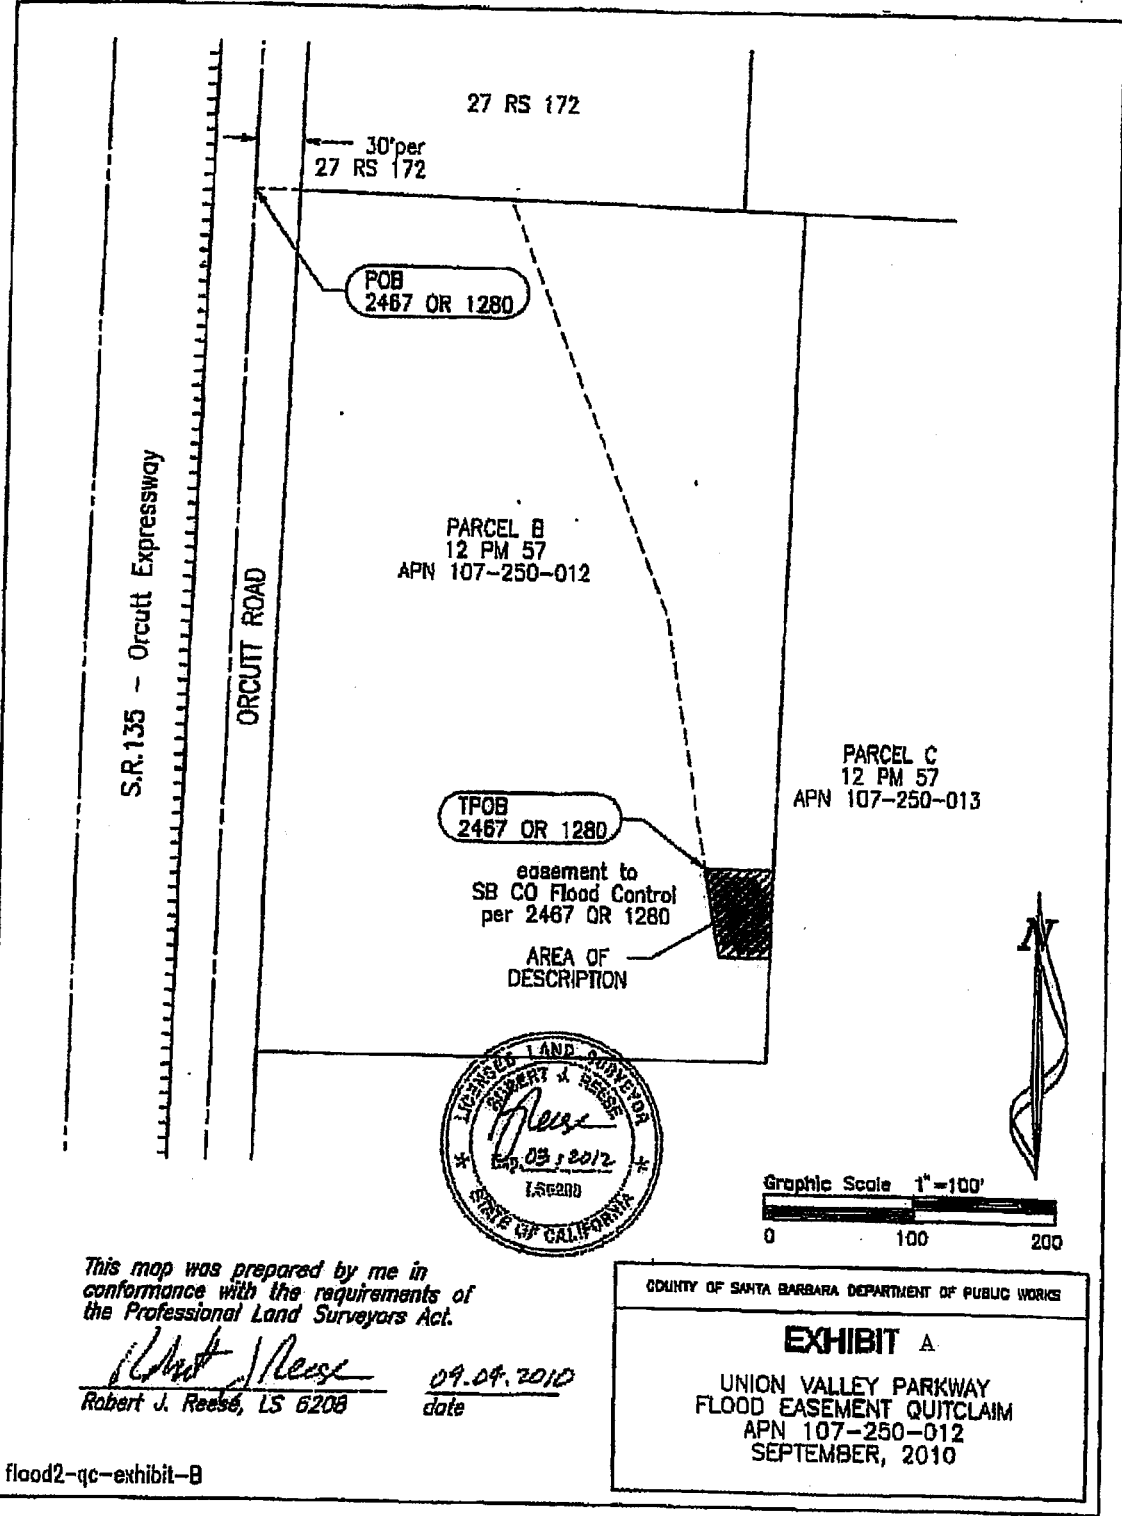 27 RS 172
30'per
27 RS 172
POB
2467 OR 1280
S.R.135 - Orcutt Expressway
ORCUTT ROAD
PARCEL B
12 PM 57
APN 107-250-012
PARCEL C
12 PM 57
APN 107-250-013
TPOB
2467 OR 1280
easement to
SB CO Flood Control
per 2467 OR 1280
AREA OF
DESCRIPTION
N
LICENSED LAND SURVEYOR
ROBERT J. REESE
Reese
Exp. 03/2012
STATE OF CALIFORNIA
Graphic Scale 1"=100'
0 100 200
This map was prepared by me in
conformance with the requirements of
the Professional Land Surveyors Act.
Robert J Reese
09.09.2010
Robert J. Reese, LS 6208
date
COUNTY OF SANTA BARBARA DEPARTMENT OF PUBLIC WORKS
EXHIBIT A
UNION VALLEY PARKWAY
FLOOD EASEMENT QUITCLAIM
APN 107-250-012
SEPTEMBER, 2010
flood2-qc-exhibit-B